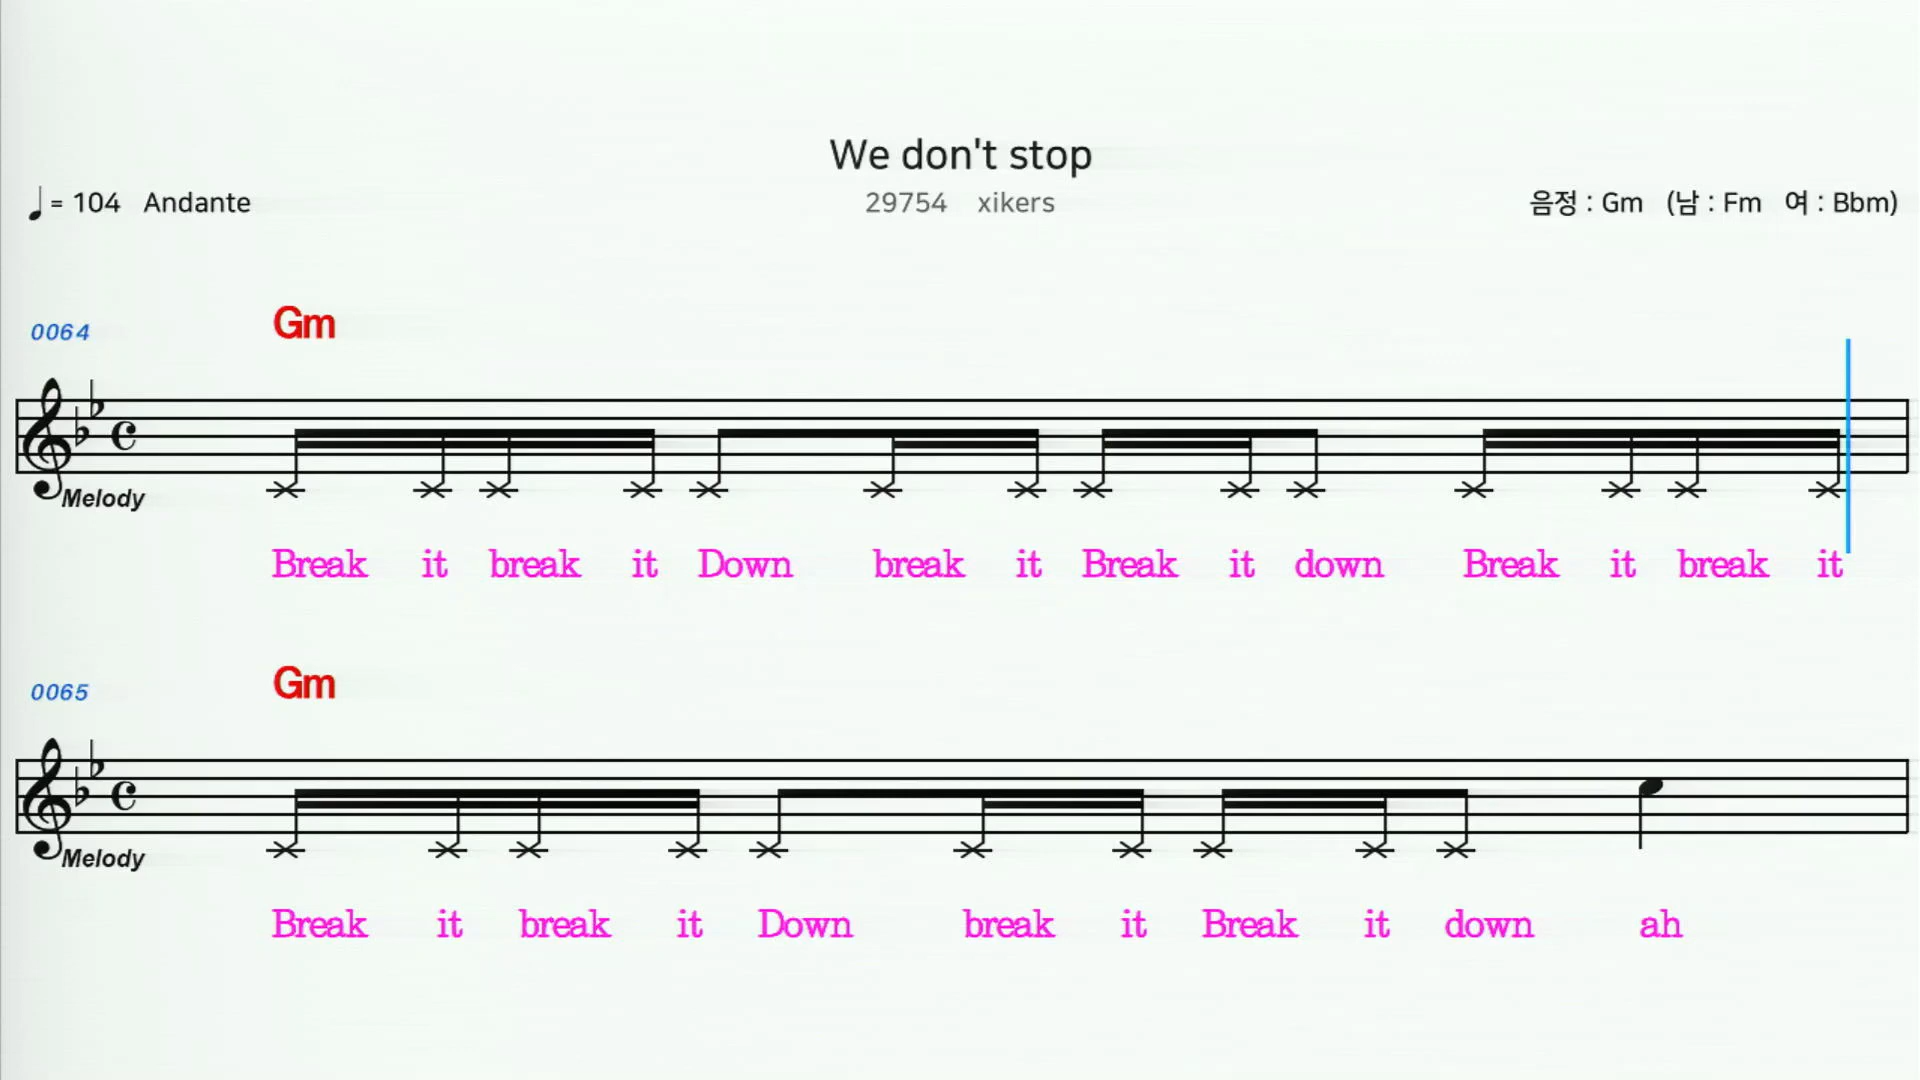 We don't stop
= 104 Andante
29754 xikers
음정 : Gm (남 : Fm 여 : Bbm)
0064
Gm
Melody
Break it break it Down break it Break it down Break it break it
0065
Gm
Melody
Break it break it Down break it Break it down ah